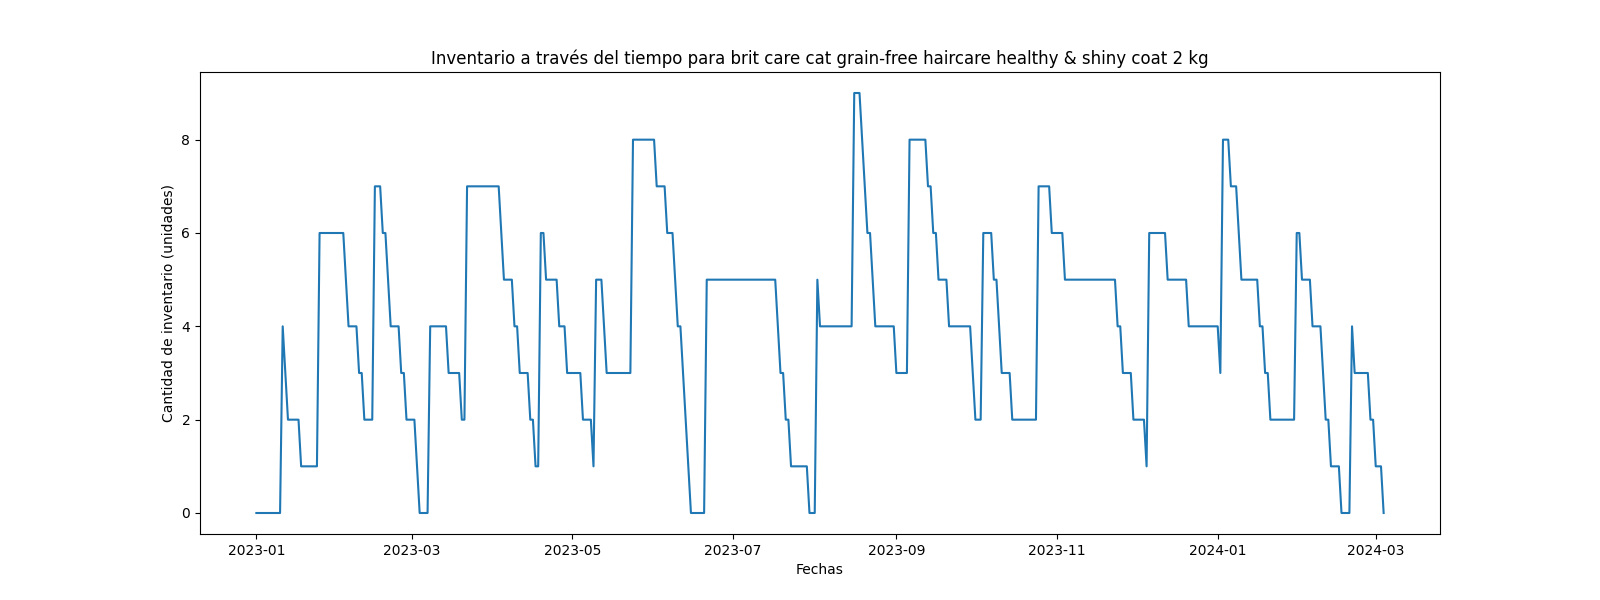 Inventario a través del tiempo para brit care cat grain-free haircare healthy & shiny coat 2 kg
Cantidad de inventario (unidades)
8
6
4
2
0
2023-01 2023-03 2023-05 2023-07 2023-09 2023-11 2024-01 2024-03
Fechas